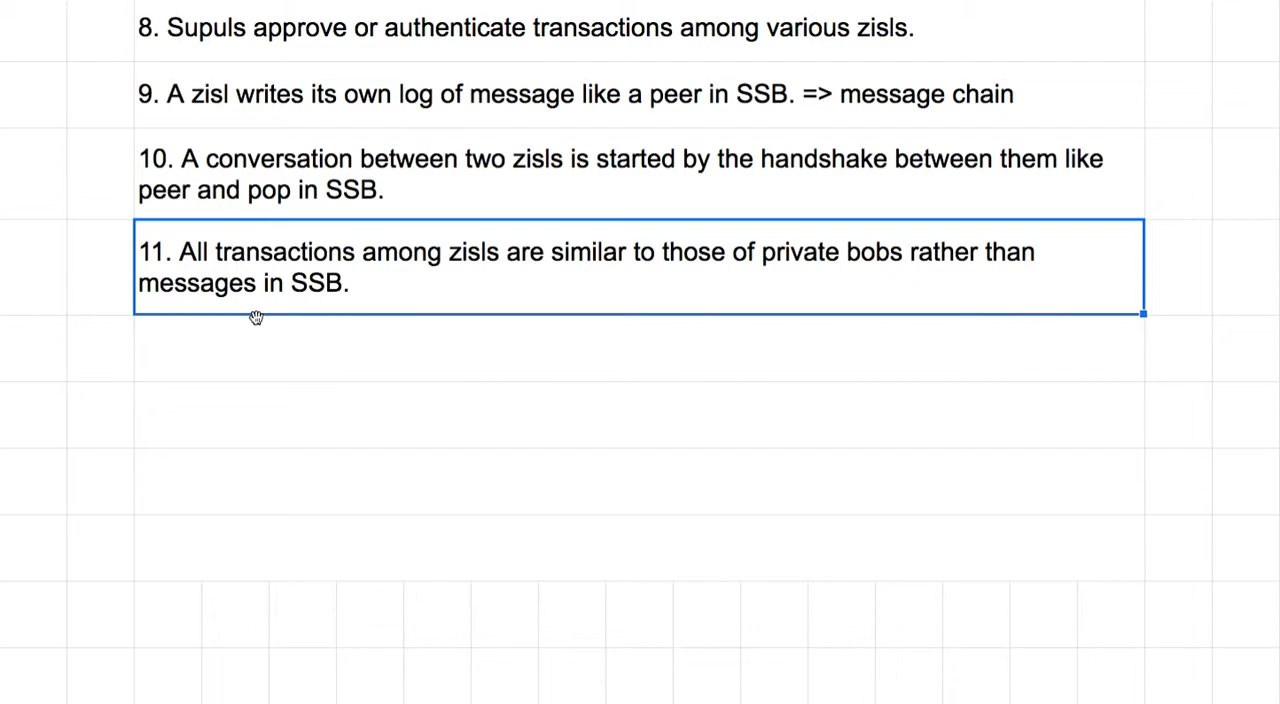 8. Supuls approve or authenticate transactions among various zisls.
9. A zisl writes its own log of message like a peer in SSB. => message chain
10. A conversation between two zisls is started by the handshake between them like
peer and pop in SSB.
11. All transactions among zisls are similar to those of private bobs rather than
messages in SSB.